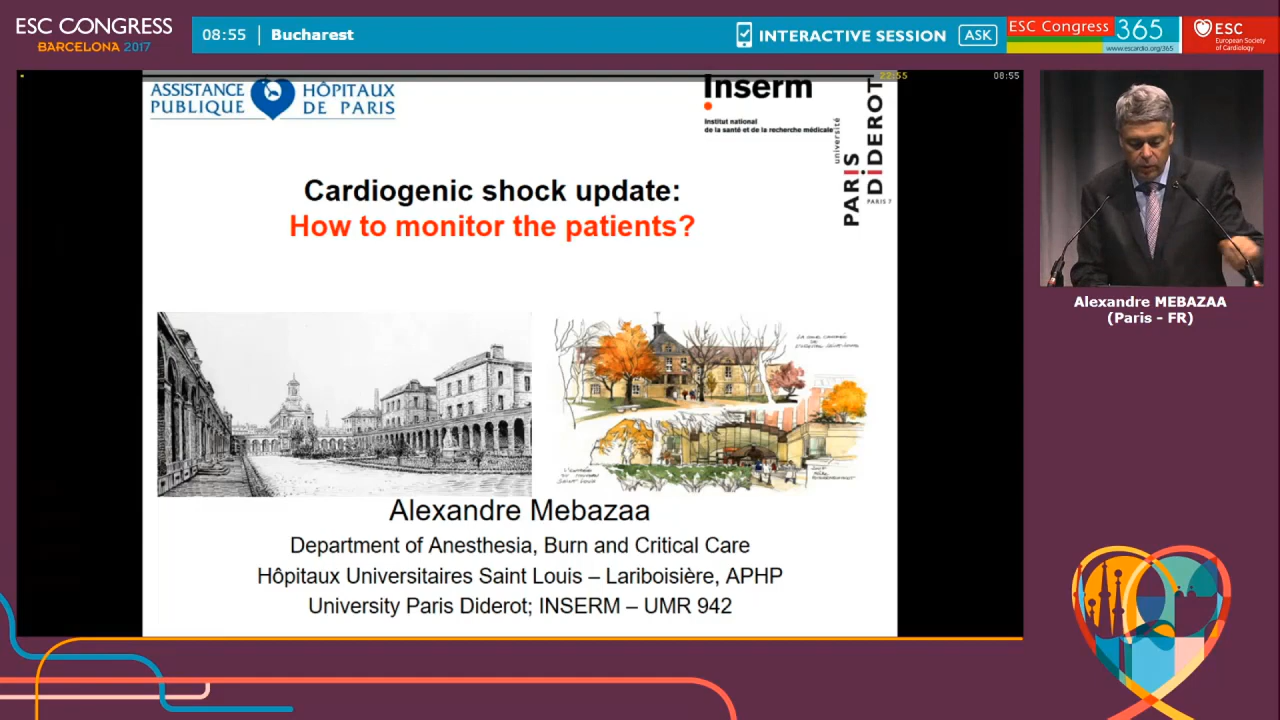 ESC CONGRESS
BARCELONA 2017
08:55
Bucharest
INTERACTIVE SESSION
ASK
ESC Congress
365
www.escardio.org/365
ESC
European Society
of Cardiology
22:55
08:55
ASSISTANCE
PUBLIQUE
HÔPITAUX
DE PARIS
Inserm
Institut national
de la santé et de la recherche médicale
université
PARIS
DIDEROT
PARIS 7
Cardiogenic shock update:
How to monitor the patients?
Alexandre Mebazaa
Department of Anesthesia, Burn and Critical Care
Hôpitaux Universitaires Saint Louis – Lariboisière, APHP
University Paris Diderot; INSERM – UMR 942
Alexandre MEBAZAA
(Paris - FR)